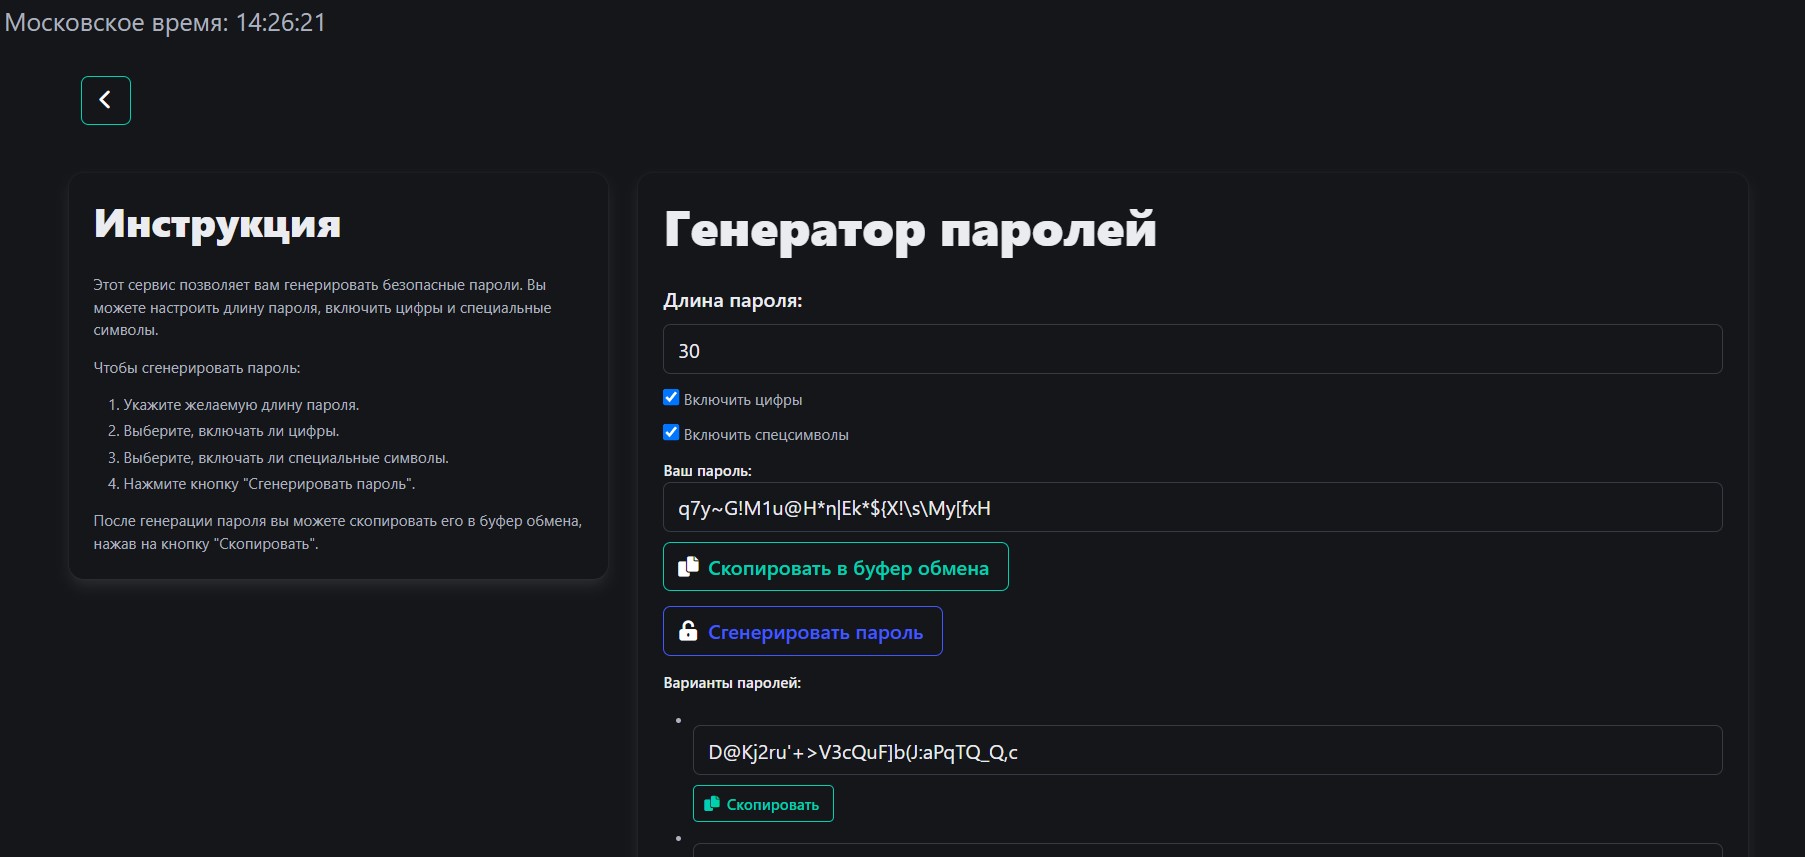 Московское время: 14:26:21
Инструкция
Этот сервис позволяет вам генерировать безопасные пароли. Вы
можете настроить длину пароля, включить цифры и специальные
символы.
Чтобы сгенерировать пароль:
1. Укажите желаемую длину пароля.
2. Выберите, включать ли цифры.
3. Выберите, включать ли специальные символы.
4. Нажмите кнопку "Сгенерировать пароль".
После генерации пароля вы можете скопировать его в буфер обмена,
нажав на кнопку "Скопировать".
Генератор паролей
Длина пароля:
30
Включить цифры
Включить спецсимволы
Ваш пароль:
q7y~G!M1u@H*n|Ek*${X!\s\My[fxH
Скопировать в буфер обмена
Сгенерировать пароль
Варианты паролей:
D@Kj2ru'+>V3cQuF]b(J:aPqTQ_Q,c
Скопировать